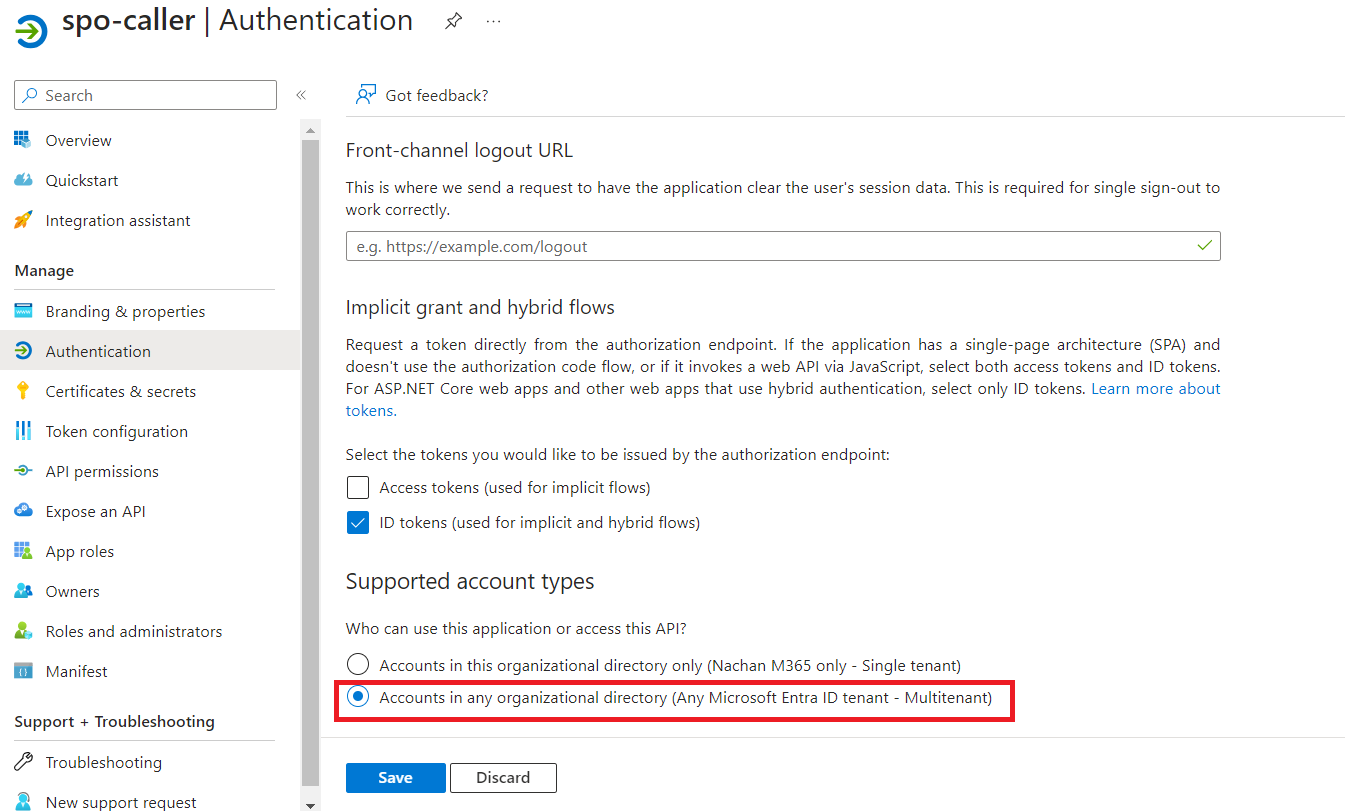 spo-caller | Authentication
Search
Overview
Quickstart
Integration assistant
Manage
Branding & properties
Authentication
Certificates & secrets
Token configuration
API permissions
Expose an API
App roles
Owners
Roles and administrators
Manifest
Support + Troubleshooting
Troubleshooting
New support request
Got feedback?
Front-channel logout URL
This is where we send a request to have the application clear the user's session data. This is required for single sign-out to
work correctly.
e.g. https://example.com/logout
Implicit grant and hybrid flows
Request a token directly from the authorization endpoint. If the application has a single-page architecture (SPA) and
doesn't use the authorization code flow, or if it invokes a web API via JavaScript, select both access tokens and ID tokens.
For ASP.NET Core web apps and other web apps that use hybrid authentication, select only ID tokens. Learn more about
tokens.
Select the tokens you would like to be issued by the authorization endpoint:
Access tokens (used for implicit flows)
ID tokens (used for implicit and hybrid flows)
Supported account types
Who can use this application or access this API?
Accounts in this organizational directory only (Nachan M365 only - Single tenant)
Accounts in any organizational directory (Any Microsoft Entra ID tenant - Multitenant)
Save
Discard